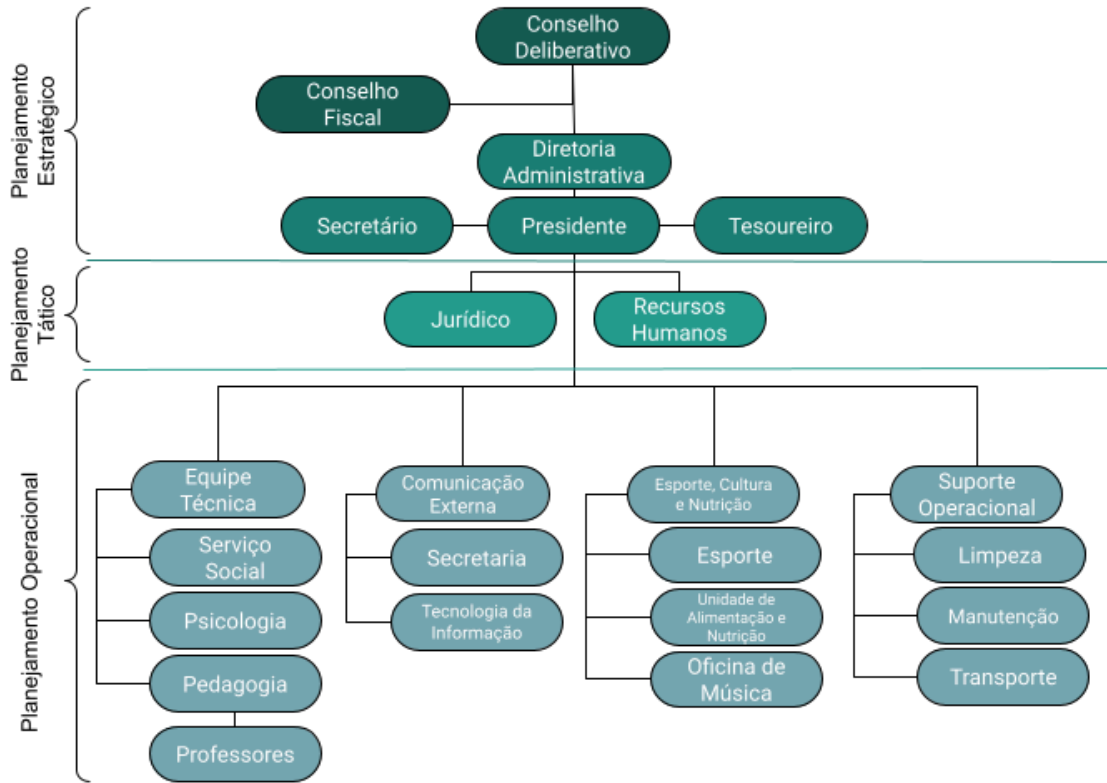 Planejamento
Estratégico
Conselho
Deliberativo
Conselho
Fiscal
Diretoria
Administrativa
Secretário
Presidente
Tesoureiro
Planejamento
Tático
Jurídico
Recursos
Humanos
Planejamento Operacional
Equipe
Técnica
Serviço
Social
Psicologia
Pedagogia
Professores
Comunicação
Externa
Secretaria
Tecnologia da
Informação
Esporte, Cultura
e Nutrição
Esporte
Unidade de
Alimentação e
Nutrição
Oficina de
Música
Suporte
Operacional
Limpeza
Manutenção
Transporte